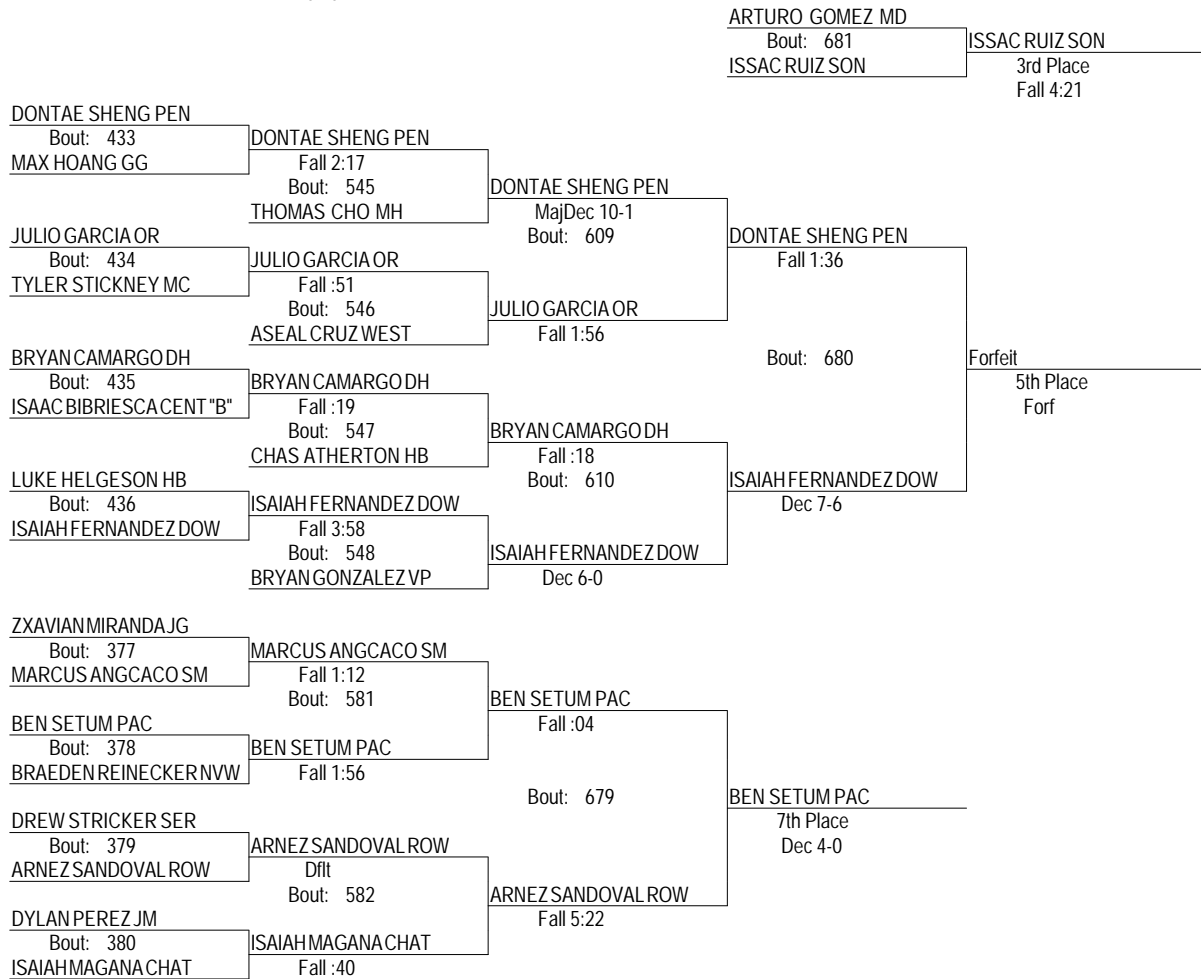 ARTURO GOMEZ MD
Bout: 681
ISSAC RUIZ SON
ISSAC RUIZ SON
3rd Place
Fall 4:21
DONTAE SHENG PEN
Bout: 433
MAX HOANG GG
DONTAE SHENG PEN
Fall 2:17
Bout: 545
THOMAS CHO MH
DONTAE SHENG PEN
MajDec 10-1
Bout: 609
JULIO GARCIA OR
Bout: 434
TYLER STICKNEY MC
JULIO GARCIA OR
Fall :51
Bout: 546
ASEAL CRUZ WEST
JULIO GARCIA OR
Fall 1:56
DONTAE SHENG PEN
Fall 1:36
Bout: 680
BRYAN CAMARGO DH
Bout: 435
ISAAC BIBRIESCA CENT "B"
BRYAN CAMARGO DH
Fall :19
Bout: 547
CHAS ATHERTON HB
BRYAN CAMARGO DH
Fall :18
Bout: 610
LUKE HELGESON HB
Bout: 436
ISAIAH FERNANDEZ DOW
ISAIAH FERNANDEZ DOW
Fall 3:58
Bout: 548
BRYAN GONZALEZ VP
ISAIAH FERNANDEZ DOW
Dec 6-0
ISAIAH FERNANDEZ DOW
Dec 7-6
Forfeit
5th Place
Forf
ZXAVIAN MIRANDA JG
Bout: 377
MARCUS ANGCACO SM
MARCUS ANGCACO SM
Fall 1:12
Bout: 581
BEN SETUM PAC
Bout: 378
BRAEDEN REINECKER NVW
BEN SETUM PAC
Fall 1:56
BEN SETUM PAC
Fall :04
Bout: 679
DREW STRICKER SER
Bout: 379
ARNEZ SANDOVAL ROW
ARNEZ SANDOVAL ROW
Dflt
Bout: 582
DYLAN PEREZ JM
Bout: 380
ISAIAH MAGANA CHAT
ISAIAH MAGANA CHAT
Fall :40
ARNEZ SANDOVAL ROW
Fall 5:22
BEN SETUM PAC
7th Place
Dec 4-0